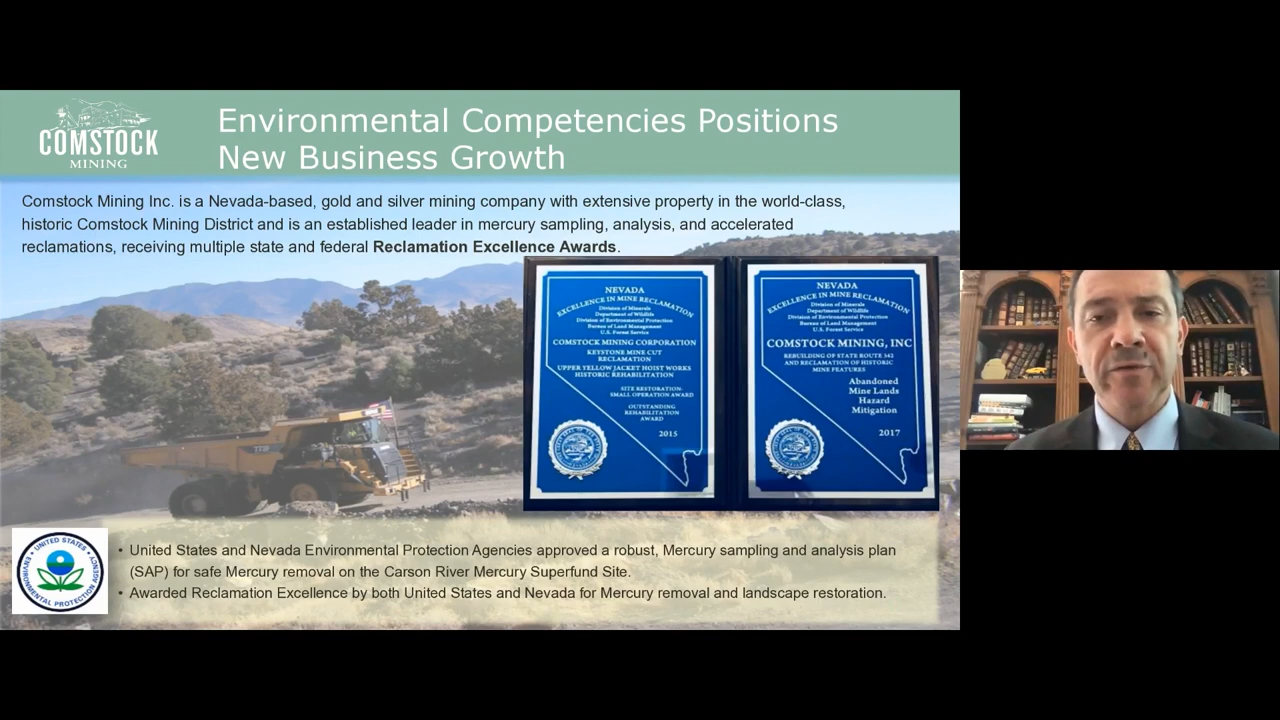 COMSTOCK
MINING
Environmental Competencies Positions
New Business Growth
Comstock Mining Inc. is a Nevada-based, gold and silver mining company with extensive property in the world-class,
historic Comstock Mining District and is an established leader in mercury sampling, analysis, and accelerated
reclamations, receiving multiple state and federal Reclamation Excellence Awards.
NEVADA
EXCELLENCE IN MINE RECLAMATION
Division of Minerals
Department of Wildlife
Division of Environmental Protection
Bureau of Land Management
U.S. Forest Service
COMSTOCK MINING CORPORATION
KEYSTONE MINE CUT
RECLAMATION
UPPER YELLOW JACKET HOIST WORKS
HISTORIC REHABILITATION
SITE RESTORATION-
SMALL OPERATION AWARD
OUTSTANDING
REHABILITATION
AWARD
2015
NEVADA
EXCELLENCE IN MINE RECLAMATION
Division of Minerals
Department of Wildlife
Division of Environmental Protection
Bureau of Land Management
U.S. Forest Service
COMSTOCK MINING, INC
REBUILDING OF STATE ROUTE 342
AND RECLAMATION OF HISTORIC
MINE FEATURES
Abandoned
Mine Lands
Hazard
Mitigation
2017
UNITED STATES
ENVIRONMENTAL PROTECTION AGENCY
• United States and Nevada Environmental Protection Agencies approved a robust, Mercury sampling and analysis plan
(SAP) for safe Mercury removal on the Carson River Mercury Superfund Site.
• Awarded Reclamation Excellence by both United States and Nevada for Mercury removal and landscape restoration.